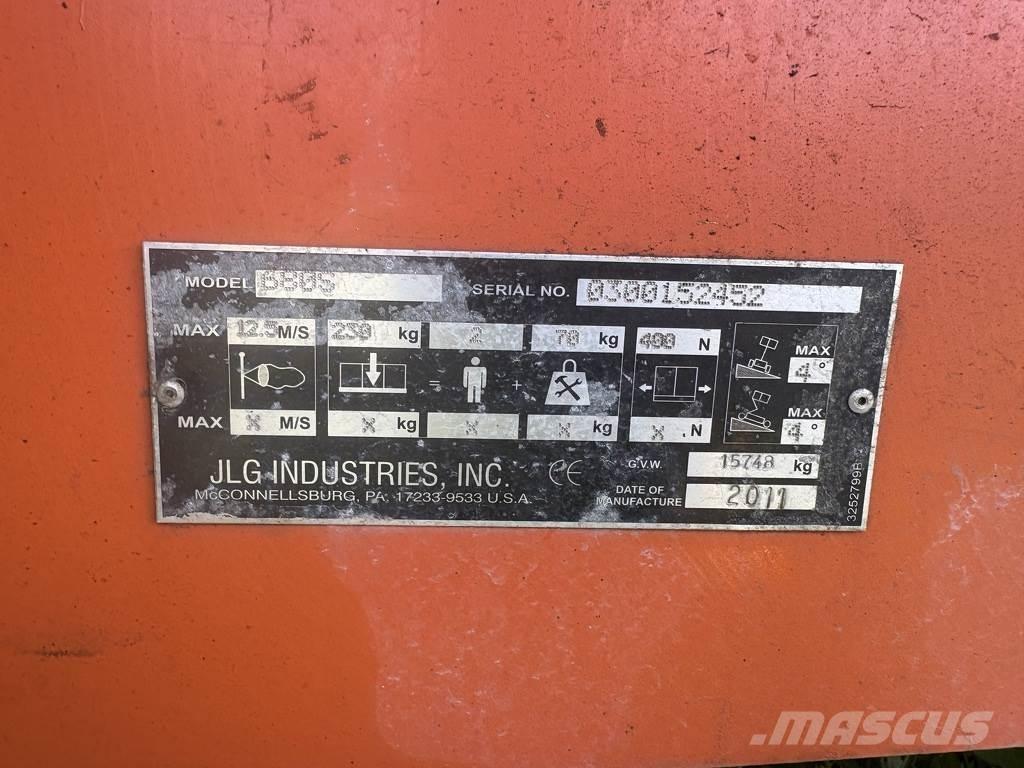 MODEL 680S SERIAL NO. 0300152452
MAX 12.5 M/S 230 kg 2 70 kg 400 N MAX 4°
= +
MAX X M/S X kg X X kg X .N MAX 4°
JLG INDUSTRIES, INC. CE G.V.W. 15748 kg
McCONNELLSBURG, PA. 17233-9533 U.S.A. DATE OF MANUFACTURE 2011
3252799B
MASCUS